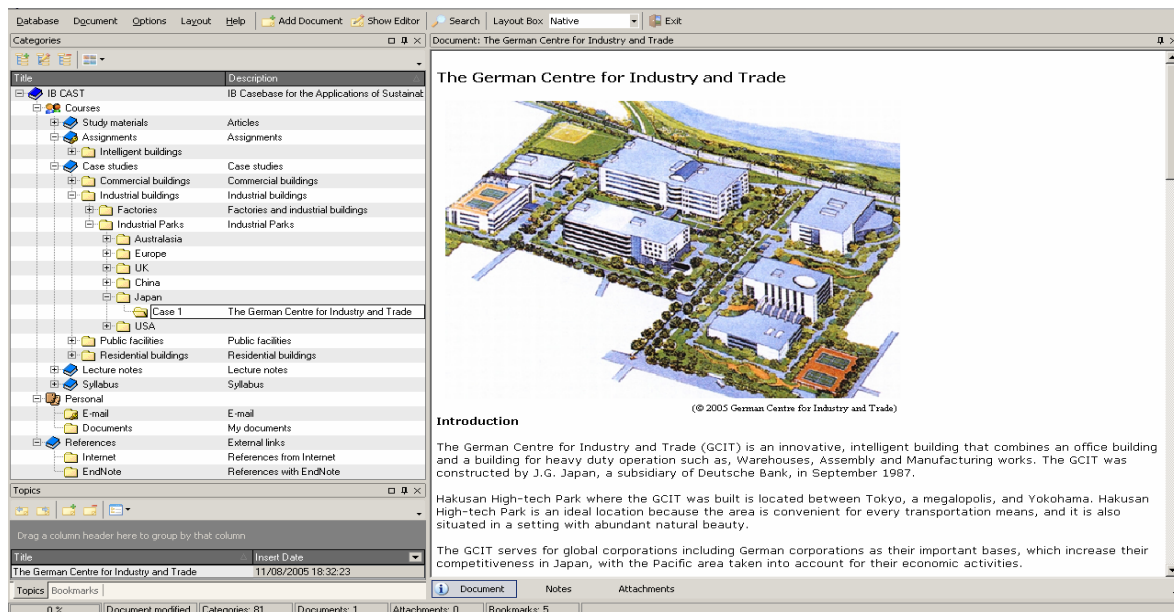 Database Document Options Layout Help Add Document Show Editor Search Layout Box Native Exit
Categories
Title Description
IB CAST IB Casebase for the Applications of Sustainab
Courses
Study materials Articles
Assignments Assignments
Intelligent buildings
Case studies Case studies
Commercial buildings Commercial buildings
Industrial buildings Industrial buildings
Factories Factories and industrial buildings
Industrial Parks Industrial Parks
Australasia
Europe
UK
China
Japan
Case 1 The German Centre for Industry and Trade
USA
Public facilities Public facilities
Residential buildings Residential buildings
Lecture notes Lecture notes
Syllabus Syllabus
Personal
E-mail E-mail
Documents My documents
References External links
Internet References from Internet
EndNote References with EndNote
Topics
Drag a column header here to group by that column
Title Insert Date
The German Centre for Industry and Trade 11/08/2005 18:32:23
Topics Bookmarks
Document: The German Centre for Industry and Trade
The German Centre for Industry and Trade
(© 2005 German Centre for Industry and Trade)
Introduction
The German Centre for Industry and Trade (GCIT) is an innovative, intelligent building that combines an office building
and a building for heavy duty operation such as, Warehouses, Assembly and Manufacturing works. The GCIT was
constructed by J.G. Japan, a subsidiary of Deutsche Bank, in September 1987.
Hakusan High-tech Park where the GCIT was built is located between Tokyo, a megalopolis, and Yokohama. Hakusan
High-tech Park is an ideal location because the area is convenient for every transportation means, and it is also
situated in a setting with abundant natural beauty.
The GCIT serves for global corporations including German corporations as their important bases, which increase their
competitiveness in Japan, with the Pacific area taken into account for their economic activities.
Document Notes Attachments
0 % Document modified Categories: 81 Documents: 1 Attachments: 0 Bookmarks: 5